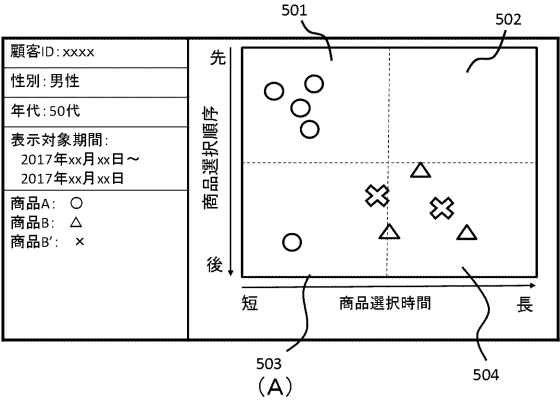 501
502
顧客ID:xxxx
性別:男性
年代:50代
表示対象期間:
2017年xx月xx日～
2017年xx月xx日
商品A: ○
商品B: △
商品B′: ×
先
商品選択順序
後
短
商品選択時間
長
503
504
(A)